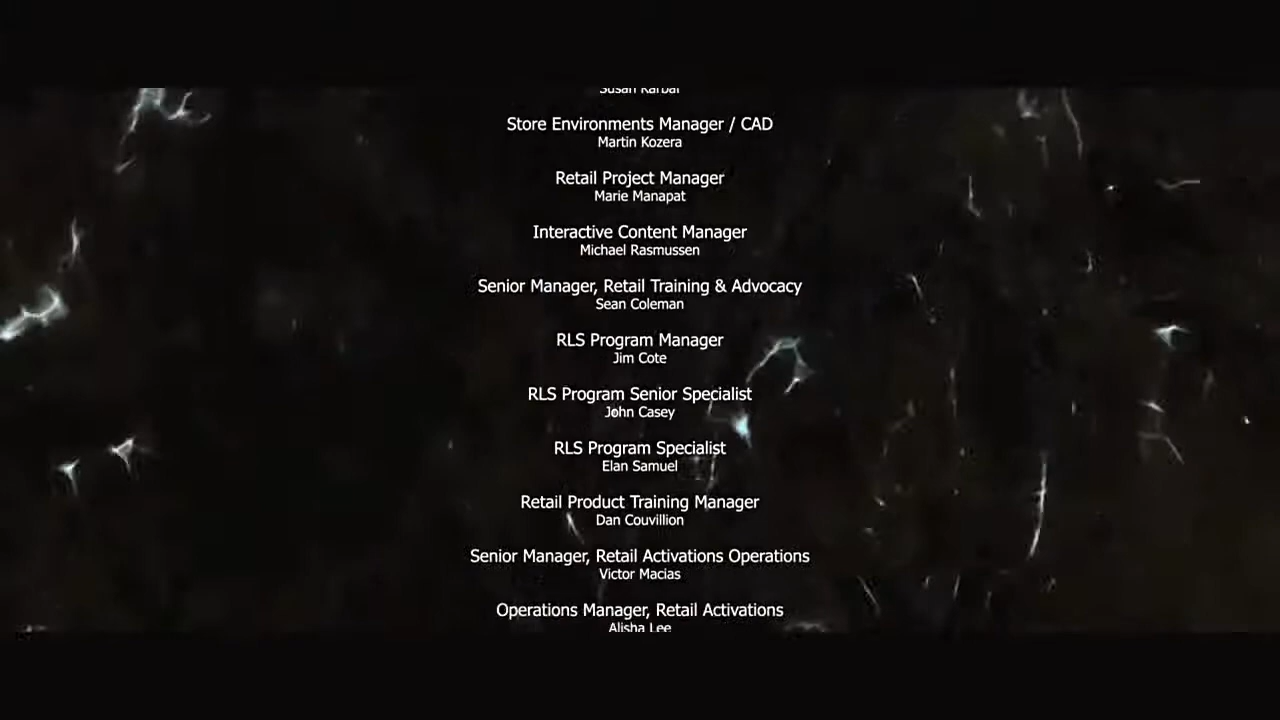 Susan Karbal
Store Environments Manager / CAD
Martin Kozera
Retail Project Manager
Marie Manapat
Interactive Content Manager
Michael Rasmussen
Senior Manager, Retail Training & Advocacy
Sean Coleman
RLS Program Manager
Jim Cote
RLS Program Senior Specialist
John Casey
RLS Program Specialist
Elan Samuel
Retail Product Training Manager
Dan Couvillion
Senior Manager, Retail Activations Operations
Victor Macias
Operations Manager, Retail Activations
Alisha Lee